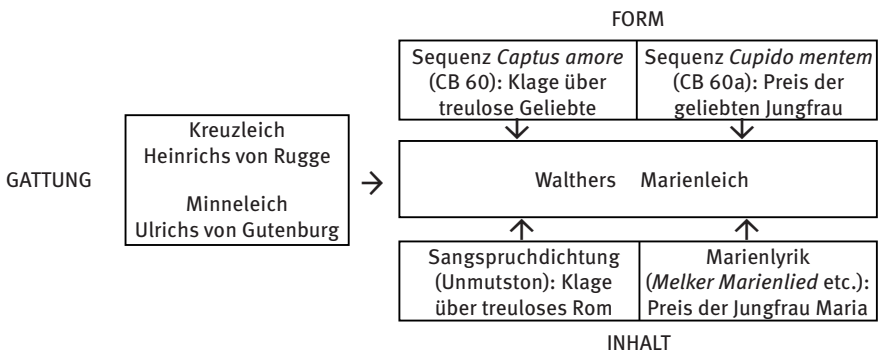 FORM
Sequenz Captus amore
(CB 60): Klage über
treulose Geliebte
Sequenz Cupido mentem
(CB 60a): Preis der
geliebten Jungfrau
GATTUNG
Kreuzleich
Heinrichs von Rugge
Minneleich
Ulrichs von Gutenburg
Walthers Marienleich
Sangspruchdichtung
(Unmutston): Klage
über treuloses Rom
Marienlyrik
(Melker Marienlied etc.):
Preis der Jungfrau Maria
INHALT